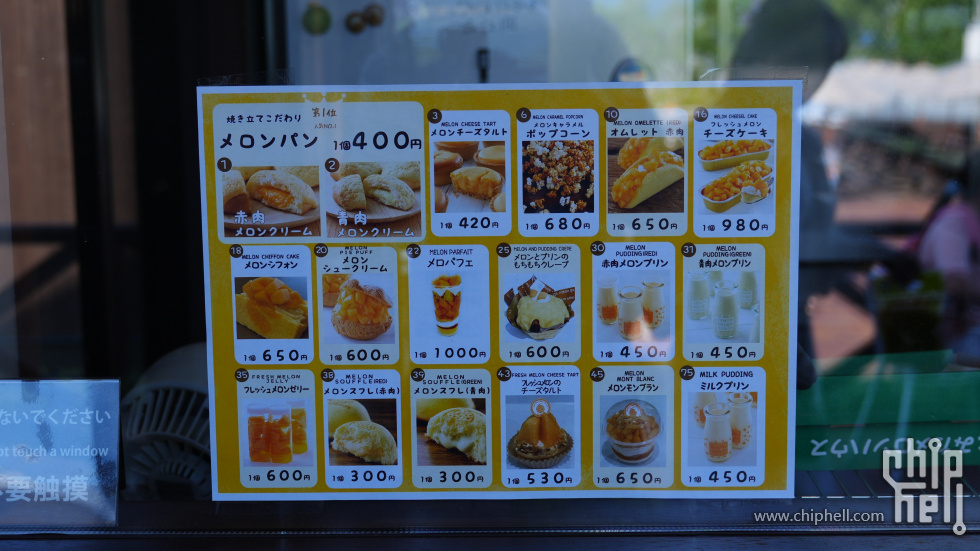 焼き立てこだわり
第1位
人気NO.1
メロンパン 1個400円
1
赤肉
メロンクリーム
2
青肉
メロンクリーム
3
MELON CHEESE TART
メロンチーズタルト
1個 420円
6
MELON CARAMEL POPCORN
メロンキャラメル
ポップコーン
1個 680円
10
MELON OMELETTE (RED)
オムレット 赤肉
1個 650円
16
フレッシュメロン
チーズケーキ
1個 980円
18
MELON CHIFFON CAKE
メロンシフォン
1個 650円
20
MELON
PIE PUFF
メロン
シュークリーム
1個 600円
22
MELON PARFAIT
メロパフェ
1個 1000円
25
MELON AND PUDDING CREPE
メロンとプリンの
もちもちクレープ
1個 600円
30
MELON
PUDDING(RED)
赤肉メロンプリン
1個 450円
31
MELON
PUDDING(GREEN)
青肉メロンプリン
1個 450円
35
FRESH MELON
JELLY
フレッシュメロンゼリー
1個 600円
38
MELON
SOUFFLE(RED)
メロンスフレ(赤肉)
1個 300円
39
MELON
SOUFFLE(GREEN)
メロンスフレ(青肉)
1個 300円
43
FRESH MELON CHEESE TART
フレッシュメロンの
チーズタルト
1個 530円
45
MELON
MONT BLANC
メロンモンブラン
1個 650円
75
MILK PUDDING
ミルクプリン
1個 450円
ないでください
not touch a window
要触摸
www.chiphell.com
chip
hell